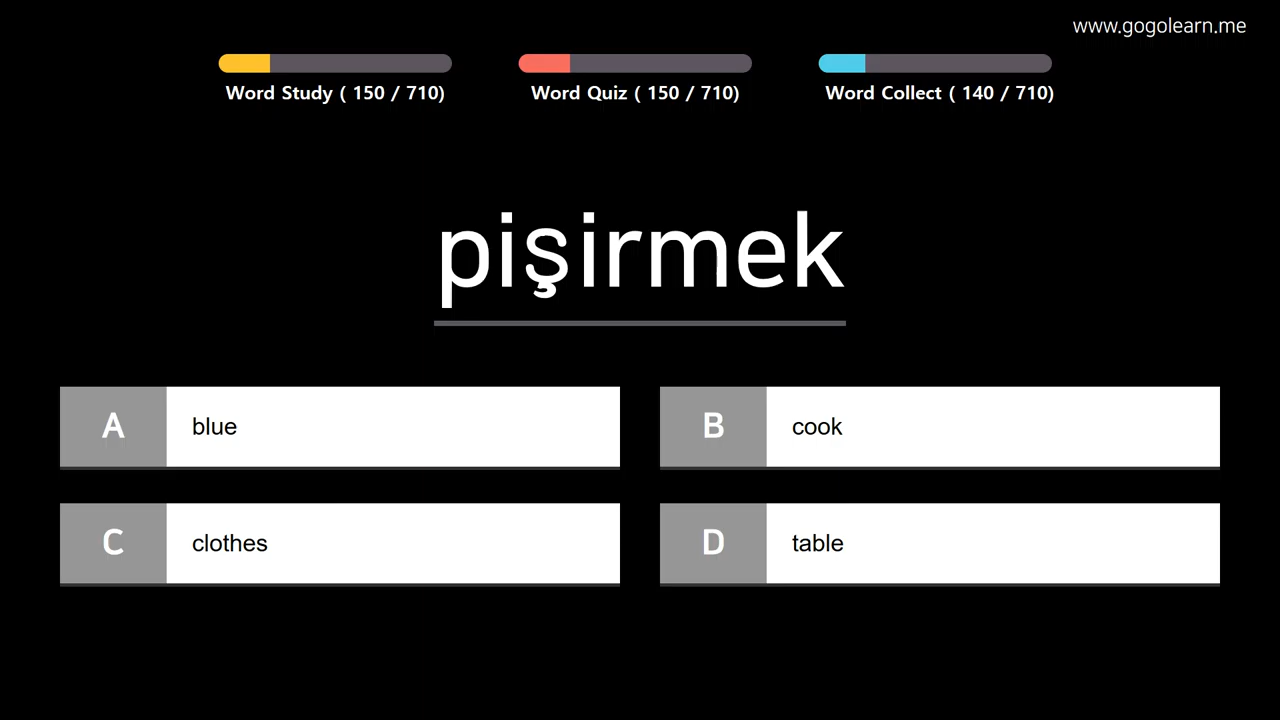 www.gogolearn.me
Word Study ( 150 / 710)
Word Quiz ( 150 / 710)
Word Collect ( 140 / 710)
pişirmek
A blue
B cook
C clothes
D table